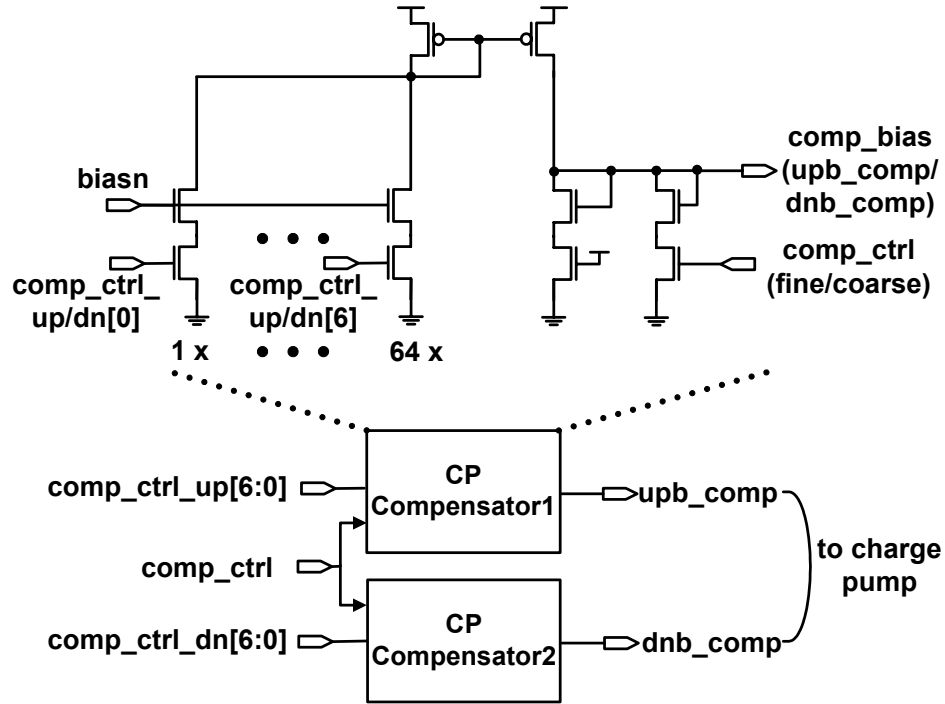 comp_bias
(upb_comp/
dnb_comp)
biasn
comp_ctrl_
up/dn[0]
comp_ctrl_
up/dn[6]
comp_ctrl
(fine/coarse)
1 x
64 x
comp_ctrl_up[6:0]
CP
Compensator1
upb_comp
comp_ctrl
to charge
pump
comp_ctrl_dn[6:0]
CP
Compensator2
dnb_comp